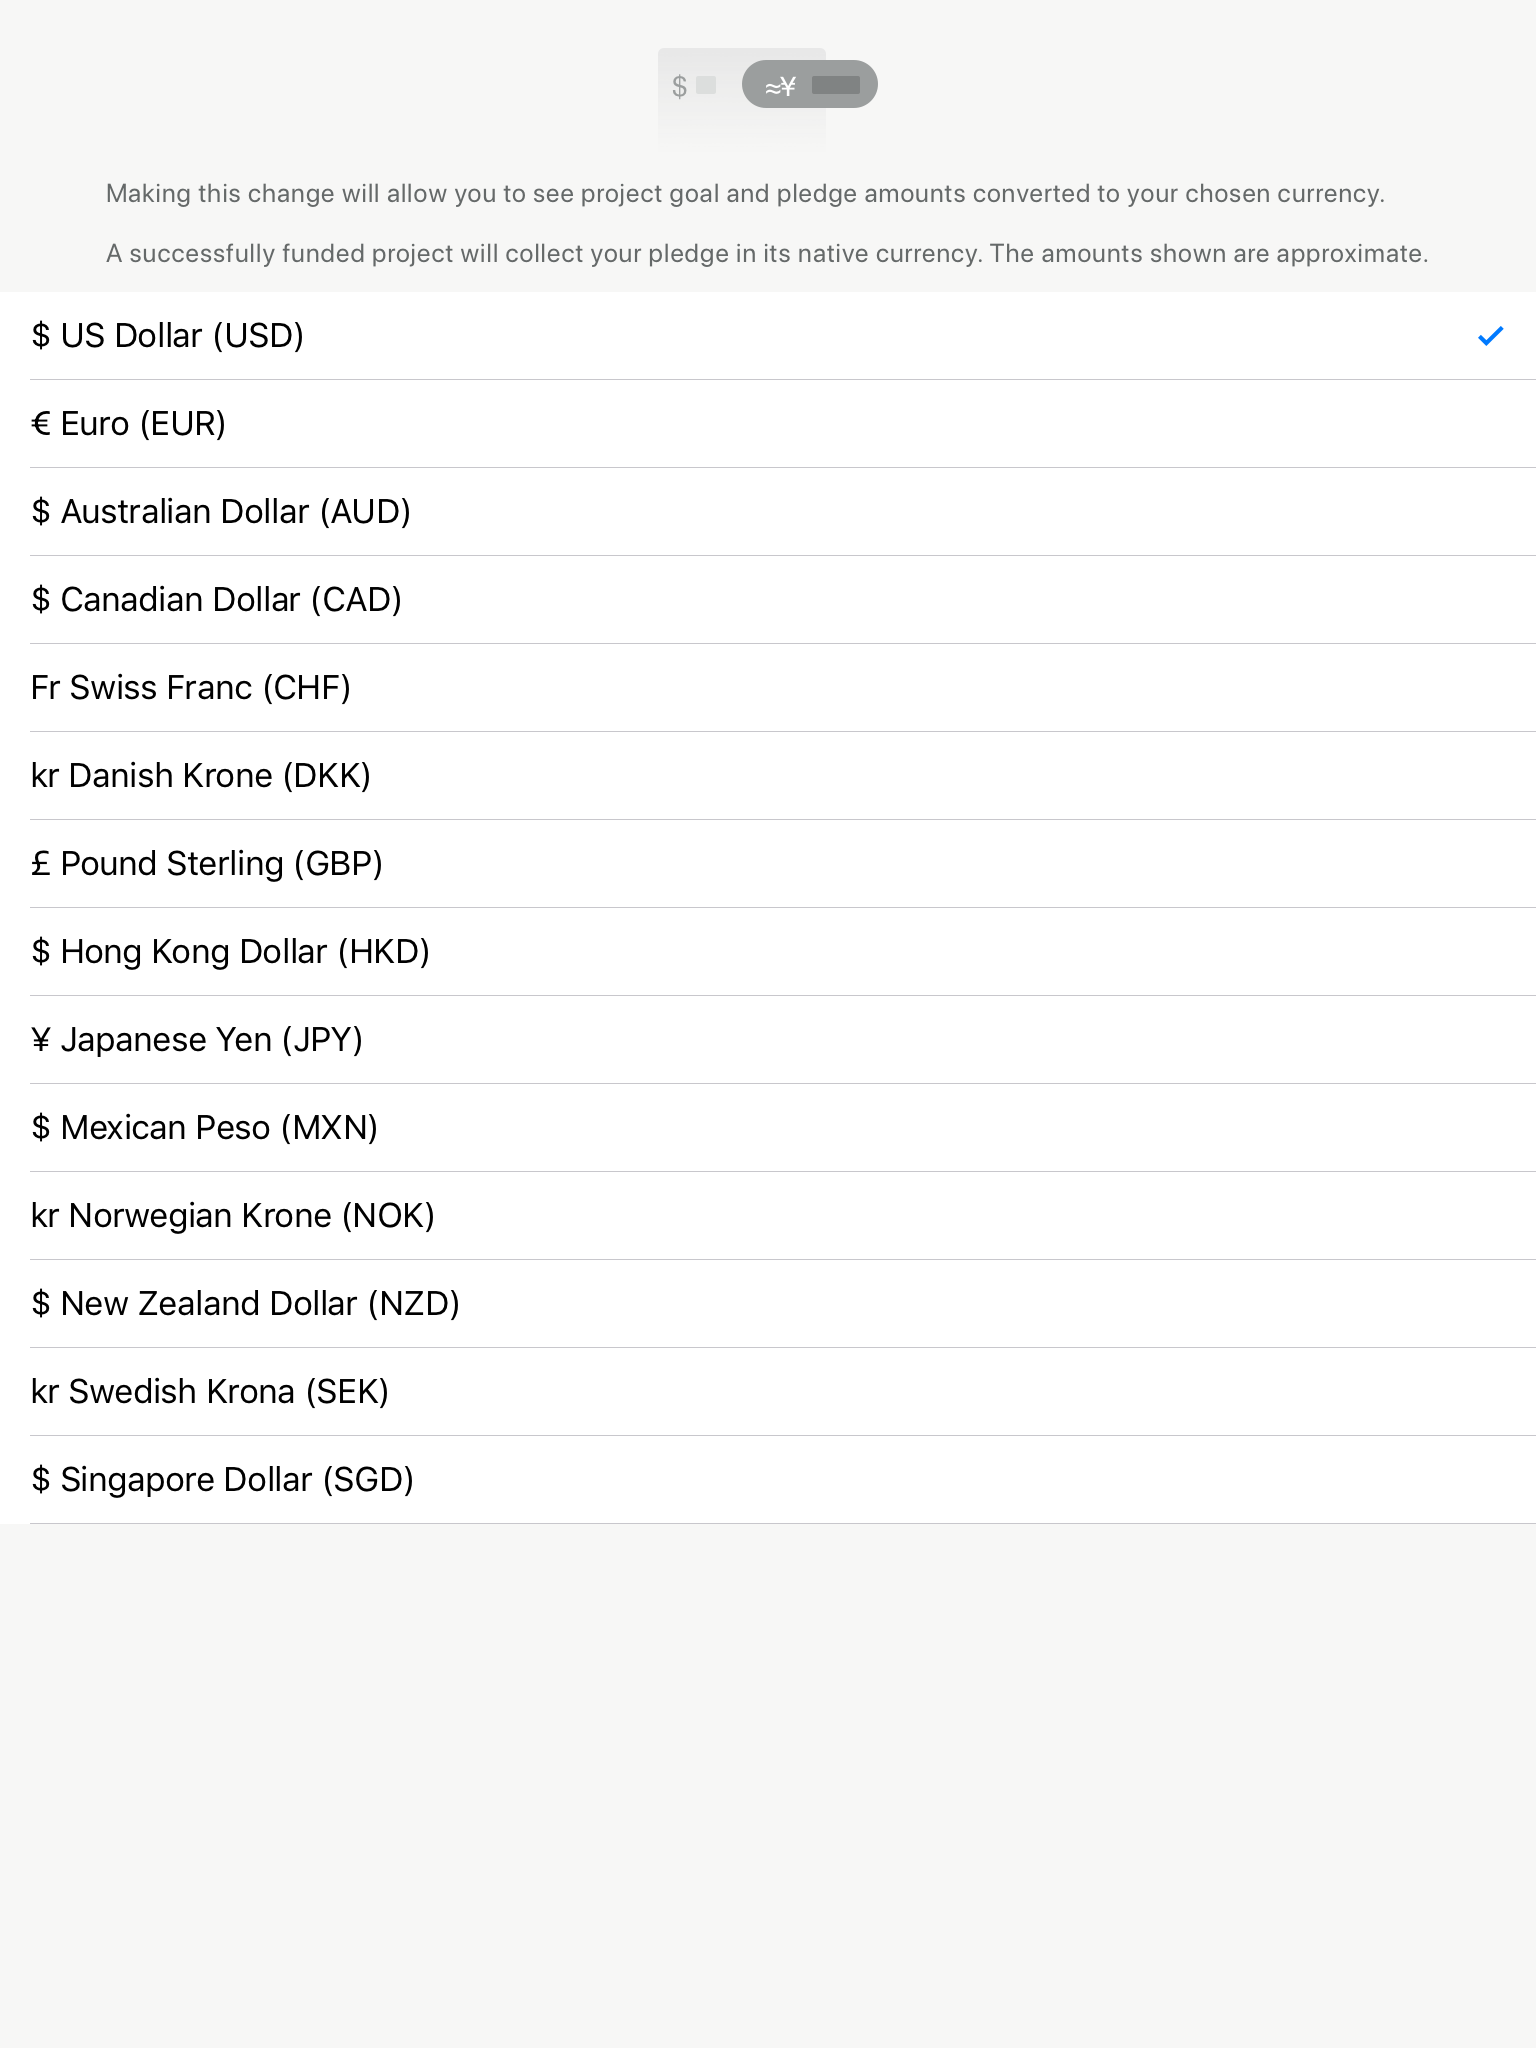 $ ≈¥
Making this change will allow you to see project goal and pledge amounts converted to your chosen currency.
A successfully funded project will collect your pledge in its native currency. The amounts shown are approximate.
$ US Dollar (USD)
€ Euro (EUR)
$ Australian Dollar (AUD)
$ Canadian Dollar (CAD)
Fr Swiss Franc (CHF)
kr Danish Krone (DKK)
£ Pound Sterling (GBP)
$ Hong Kong Dollar (HKD)
¥ Japanese Yen (JPY)
$ Mexican Peso (MXN)
kr Norwegian Krone (NOK)
$ New Zealand Dollar (NZD)
kr Swedish Krona (SEK)
$ Singapore Dollar (SGD)